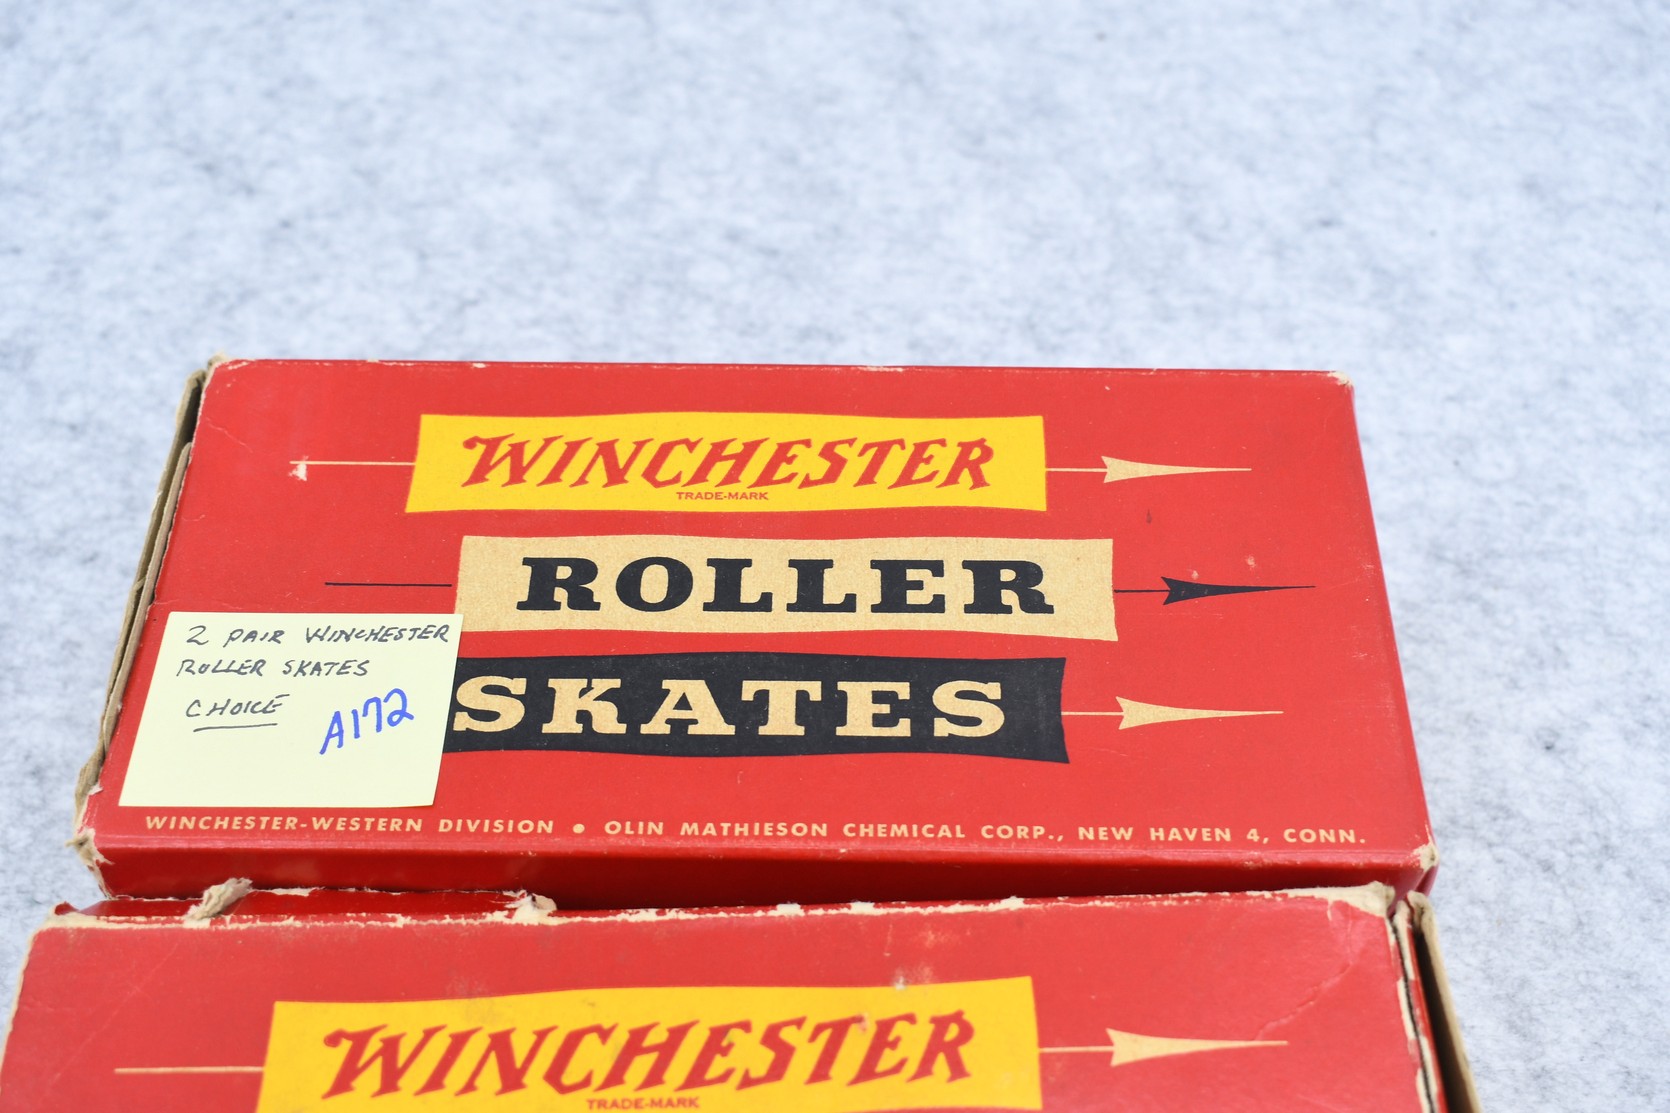 WINCHESTER
TRADE-MARK
ROLLER
SKATES
2 PAIR WINCHESTER
ROLLER SKATES
CHOICE
A172
WINCHESTER-WESTERN DIVISION • OLIN MATHIESON CHEMICAL CORP., NEW HAVEN 4, CONN.
WINCHESTER
TRADE-MARK